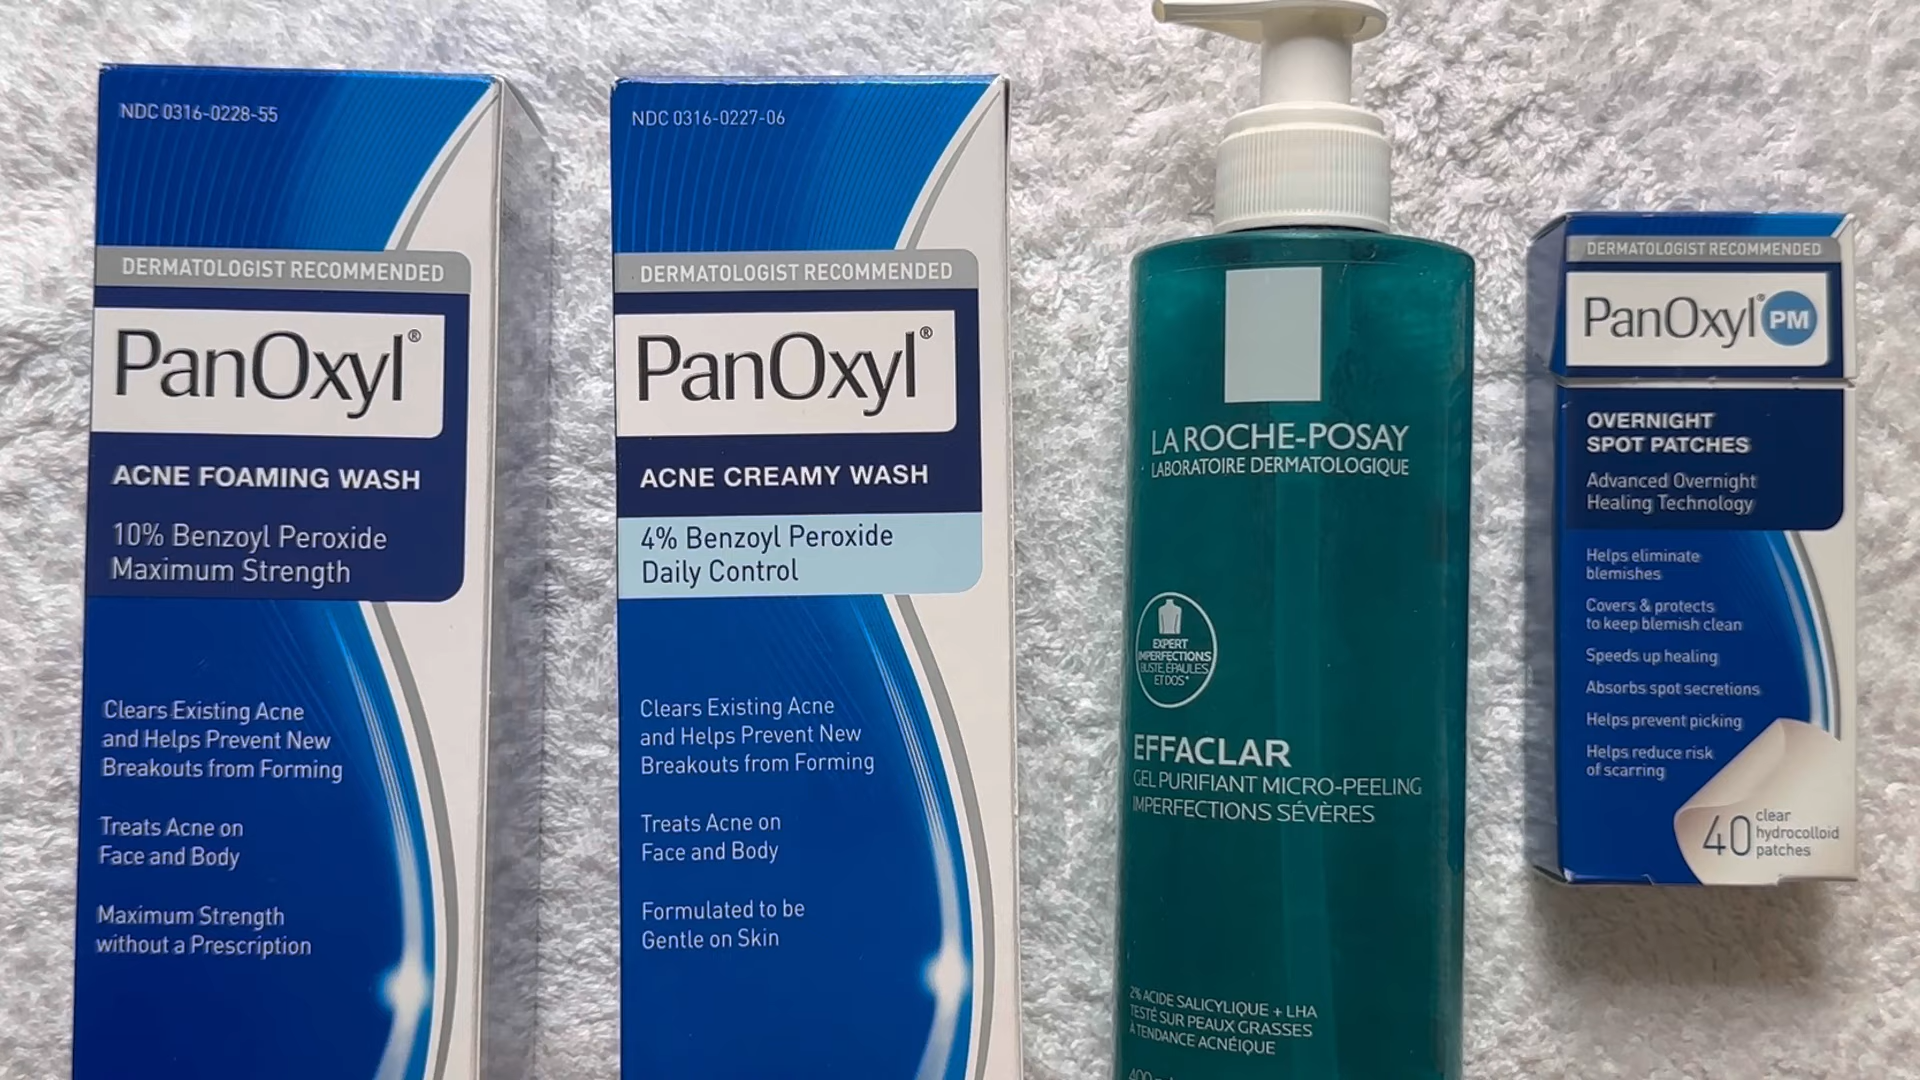 NDC 0316-0228-55
DERMATOLOGIST RECOMMENDED
PanOxyl®
ACNE FOAMING WASH
10% Benzoyl Peroxide
Maximum Strength
Clears Existing Acne
and Helps Prevent New
Breakouts from Forming
Treats Acne on
Face and Body
Maximum Strength
without a Prescription
NDC 0316-0227-06
DERMATOLOGIST RECOMMENDED
PanOxyl®
ACNE CREAMY WASH
4% Benzoyl Peroxide
Daily Control
Clears Existing Acne
and Helps Prevent New
Breakouts from Forming
Treats Acne on
Face and Body
Formulated to be
Gentle on Skin
LA ROCHE-POSAY
LABORATOIRE DERMATOLOGIQUE
EXPERT
IMPERFECTIONS
BUSTE, ÉPAULES
ET DOS*
EFFACLAR
GEL PURIFIANT MICRO-PEELING
IMPERFECTIONS SÉVÈRES
2% ACIDE SALICYLIQUE + LHA
TESTÉ SUR PEAUX GRASSES
À TENDANCE ACNÉIQUE
DERMATOLOGIST RECOMMENDED
PanOxyl® PM
OVERNIGHT
SPOT PATCHES
Advanced Overnight
Healing Technology
Helps eliminate
blemishes
Covers & protects
to keep blemish clean
Speeds up healing
Absorbs spot secretions
Helps prevent picking
Helps reduce risk
of scarring
40 clear
hydrocolloid
patches